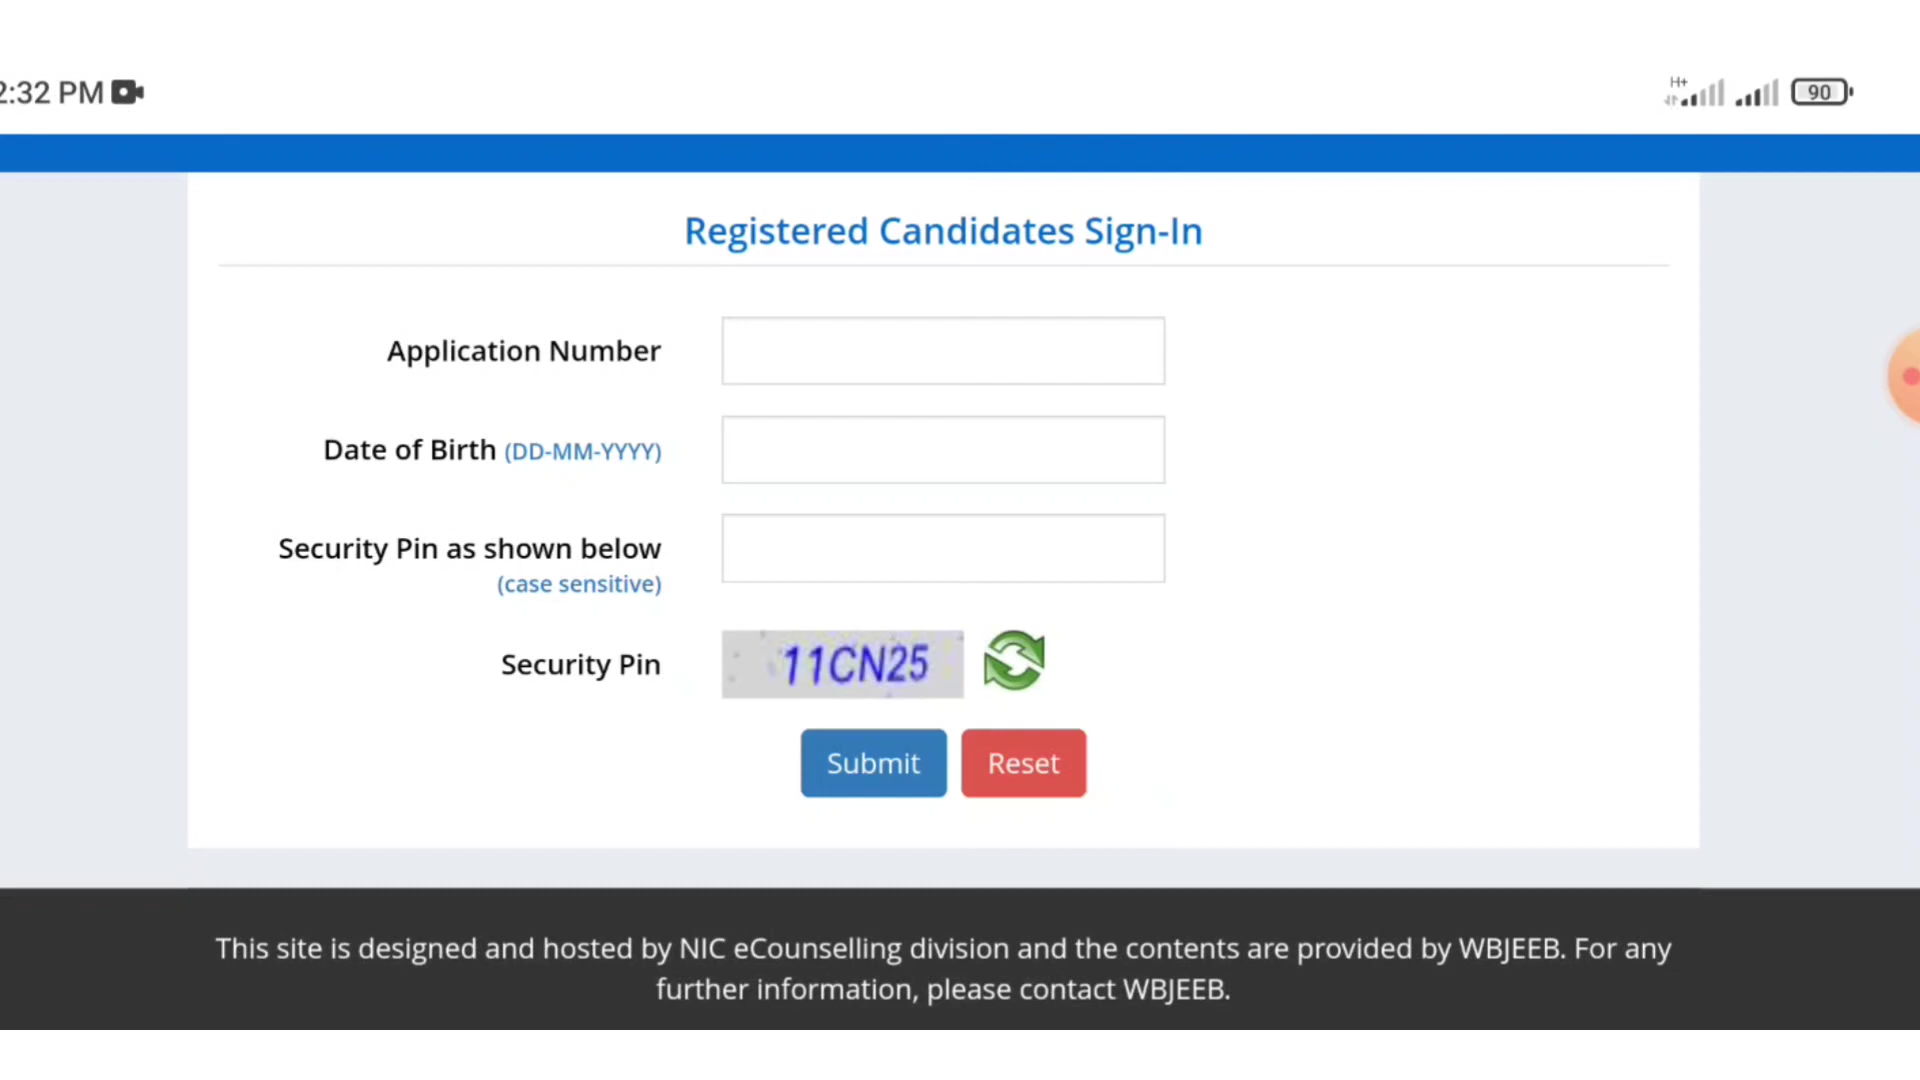 2:32 PM
H+
90
Registered Candidates Sign-In
Application Number
Date of Birth (DD-MM-YYYY)
Security Pin as shown below
(case sensitive)
Security Pin
11CN25
Submit
Reset
This site is designed and hosted by NIC eCounselling division and the contents are provided by WBJEEB. For any
further information, please contact WBJEEB.